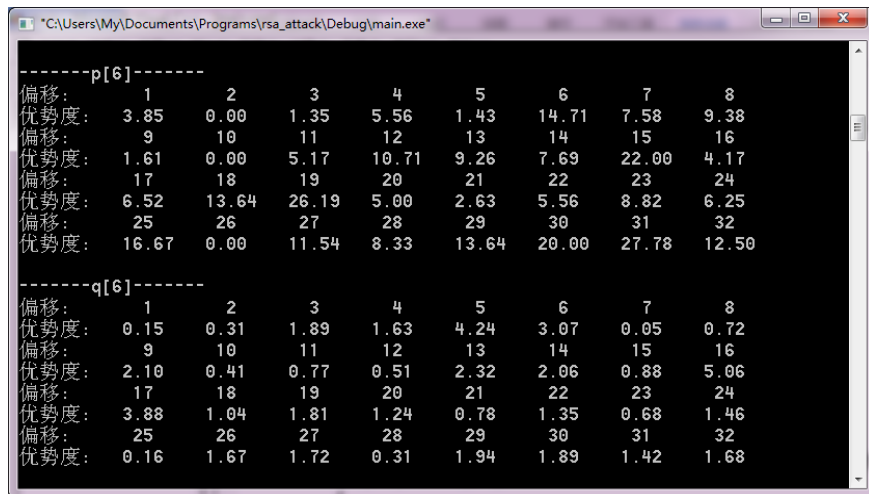 "C:\Users\My\Documents\Programs\rsa_attack\Debug\main.exe"
-------p[6]-------
偏移: 1 2 3 4 5 6 7 8
优势度: 3.85 0.00 1.35 5.56 1.43 14.71 7.58 9.38
偏移: 9 10 11 12 13 14 15 16
优势度: 1.61 0.00 5.17 10.71 9.26 7.69 22.00 4.17
偏移: 17 18 19 20 21 22 23 24
优势度: 6.52 13.64 26.19 5.00 2.63 5.56 8.82 6.25
偏移: 25 26 27 28 29 30 31 32
优势度: 16.67 0.00 11.54 8.33 13.64 20.00 27.78 12.50
-------q[6]-------
偏移: 1 2 3 4 5 6 7 8
优势度: 0.15 0.31 1.89 1.63 4.24 3.07 0.05 0.72
偏移: 9 10 11 12 13 14 15 16
优势度: 2.10 0.41 0.77 0.51 2.32 2.06 0.88 5.06
偏移: 17 18 19 20 21 22 23 24
优势度: 3.88 1.04 1.81 1.24 0.78 1.35 0.68 1.46
偏移: 25 26 27 28 29 30 31 32
优势度: 0.16 1.67 1.72 0.31 1.94 1.89 1.42 1.68